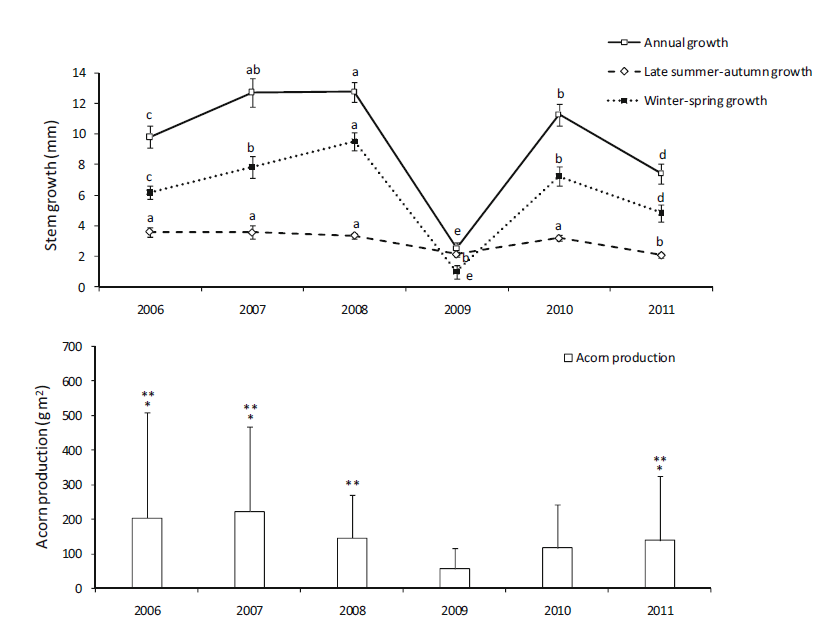 Annual growth
Late summer-autumn growth
Winter-spring growth
Stem growth (mm)
14
12
10
8
6
4
2
0
c
ab
a
e
b
d
c
b
a
e
b
d
a
a
a
b
a
b
2006 2007 2008 2009 2010 2011
Acorn production
Acorn production (g m²)
700
600
500
400
300
200
100
0
** ** ** **
* * *
2006 2007 2008 2009 2010 2011